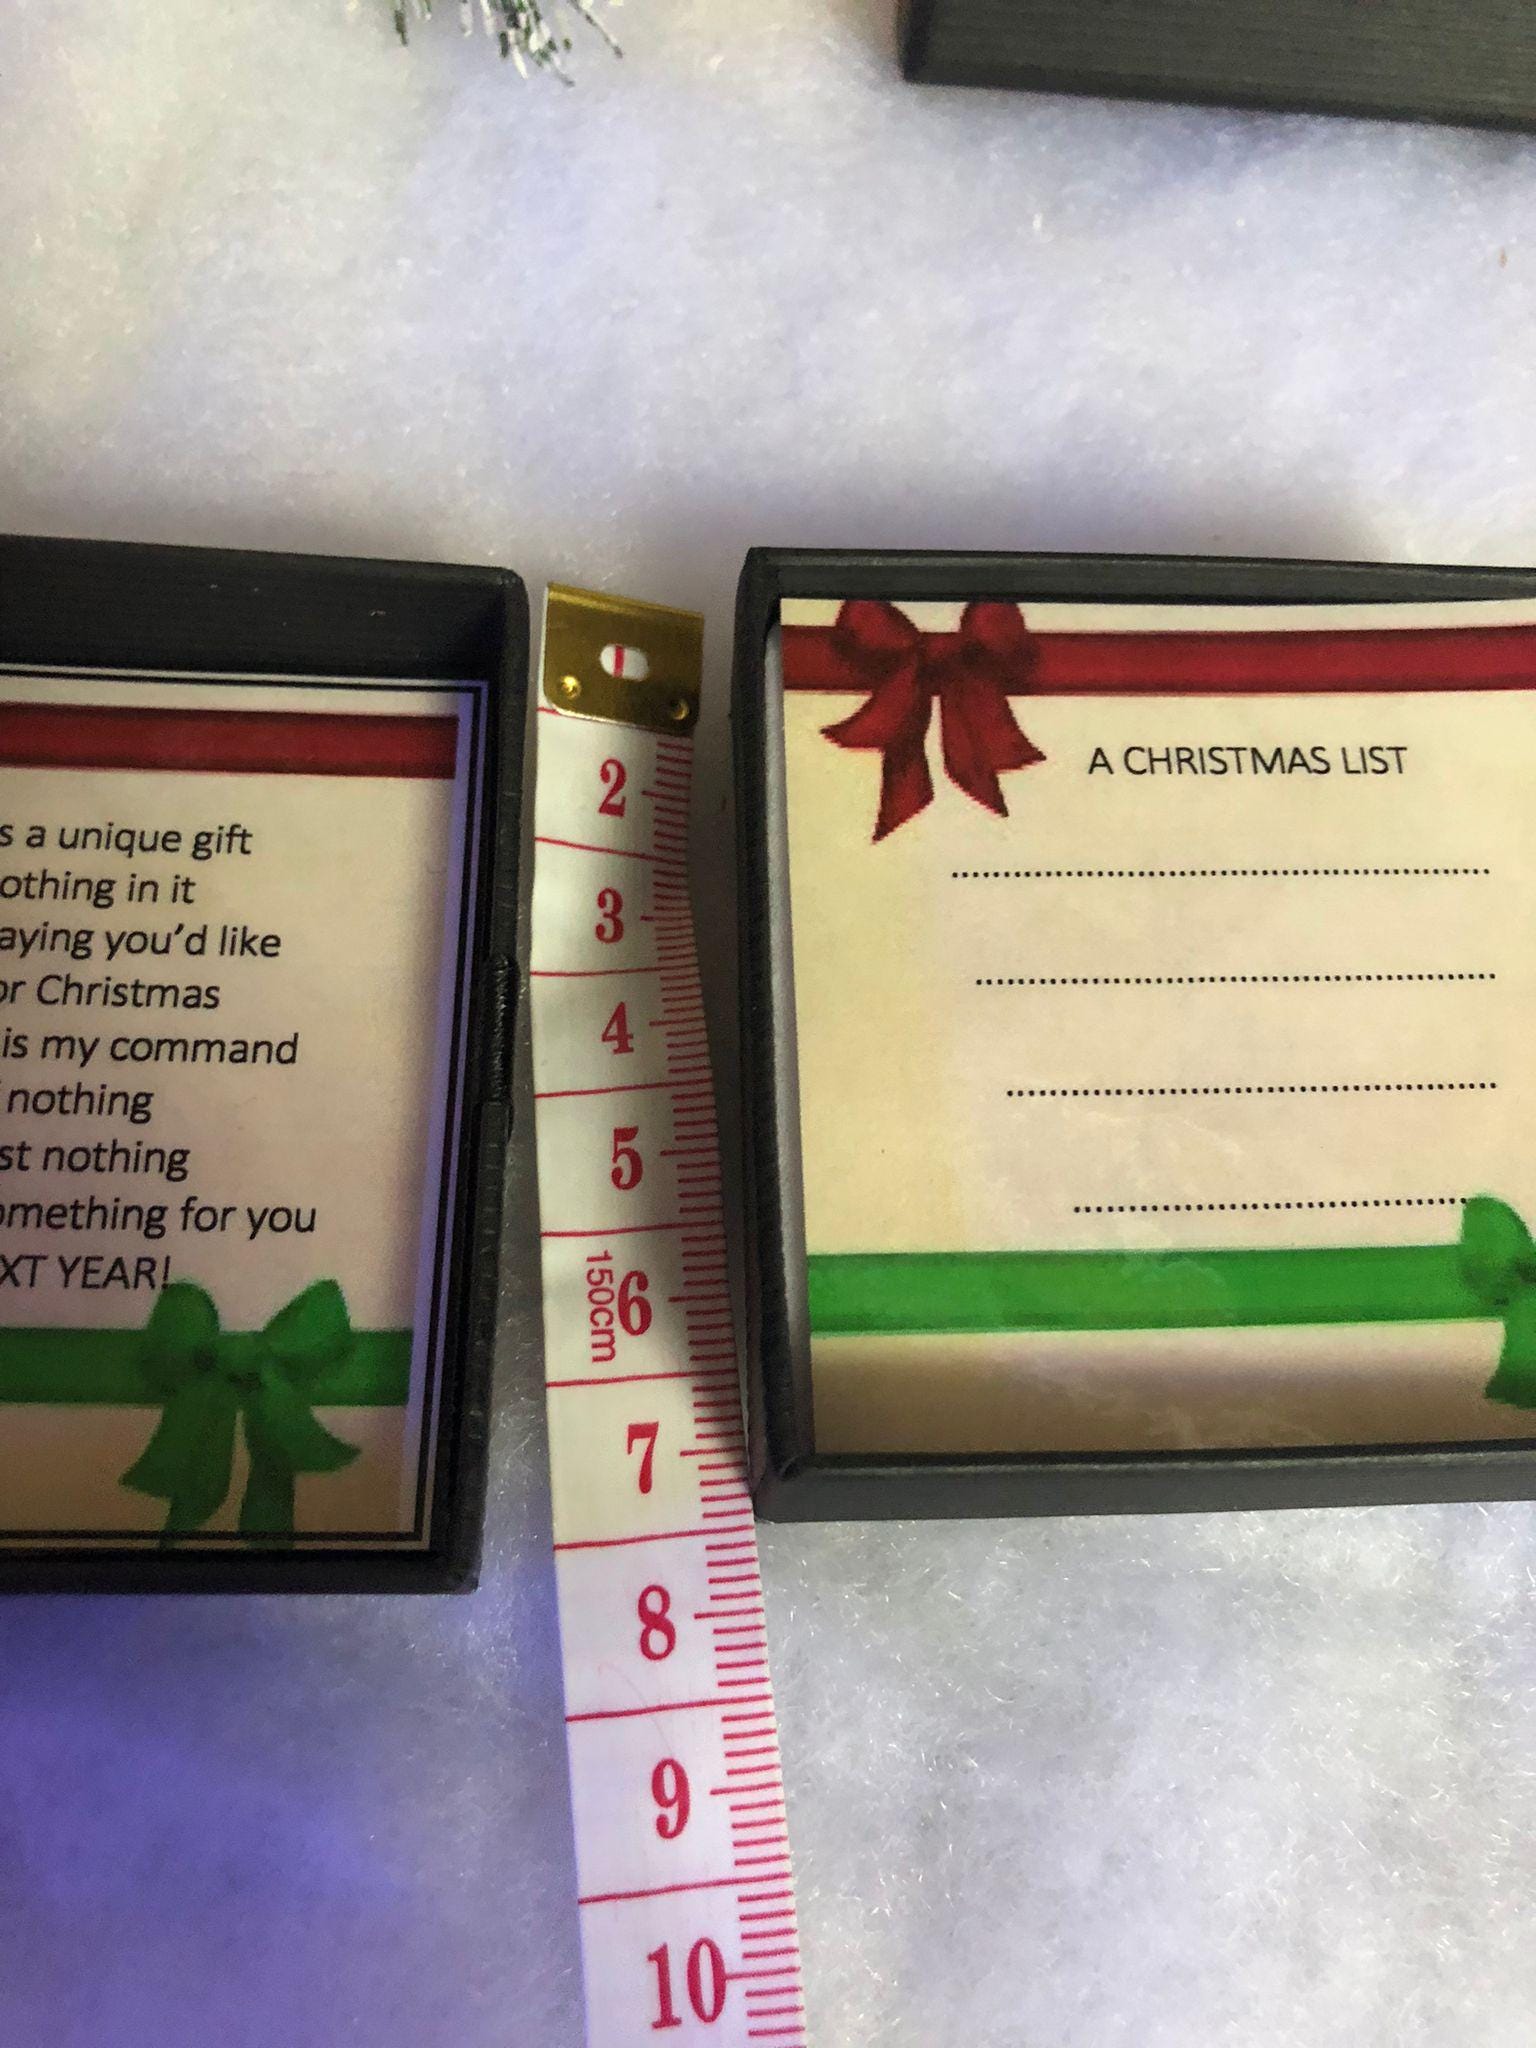 s a unique gift
othing in it
aying you'd like
or Christmas
is my command
f nothing
st nothing
omething for you
XT YEAR!
2
3
4
5
150cm
6
7
8
9
10
A CHRISTMAS LIST